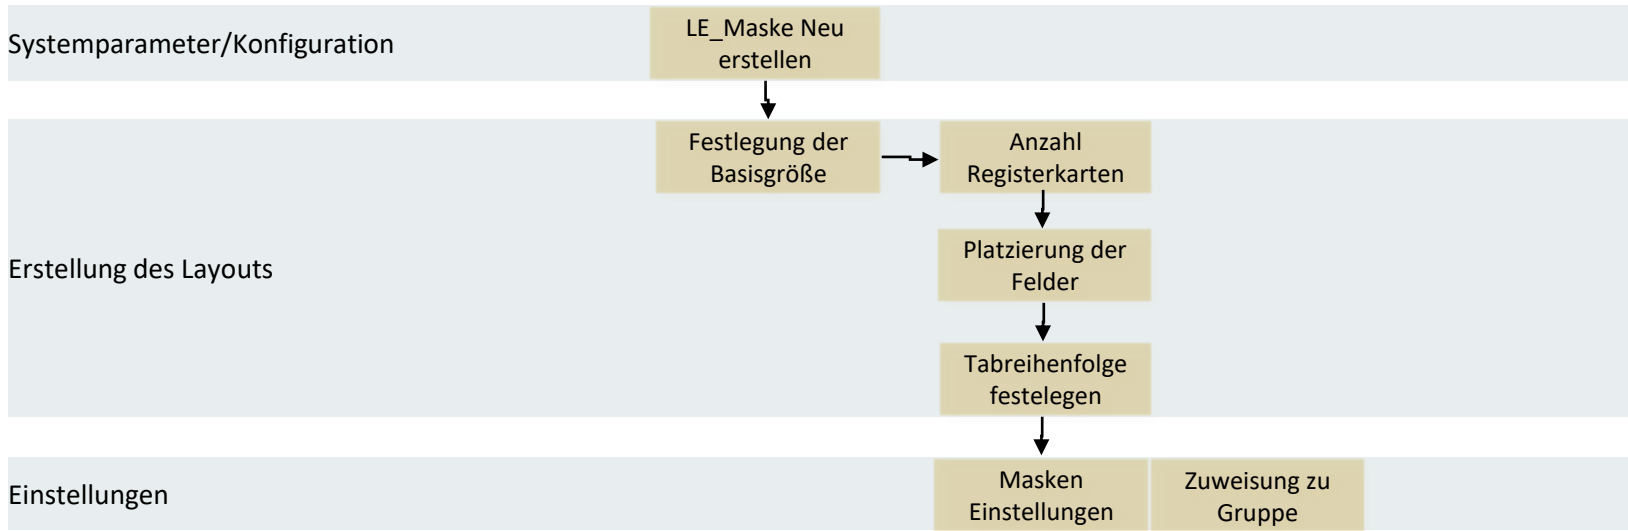 Systemparameter/Konfiguration
LE_Maske Neu
erstellen
Erstellung des Layouts
Festlegung der
Basisgröße
Anzahl
Registerkarten
Platzierung der
Felder
Tabreihenfolge
festelegen
Einstellungen
Masken
Einstellungen
Zuweisung zu
Gruppe